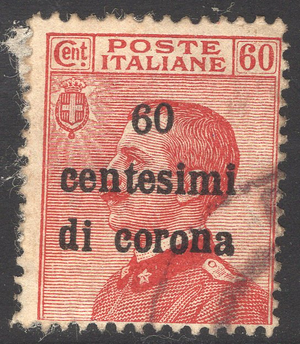 Cent. POSTE 60
ITALIANE
60
centesimi
di corona